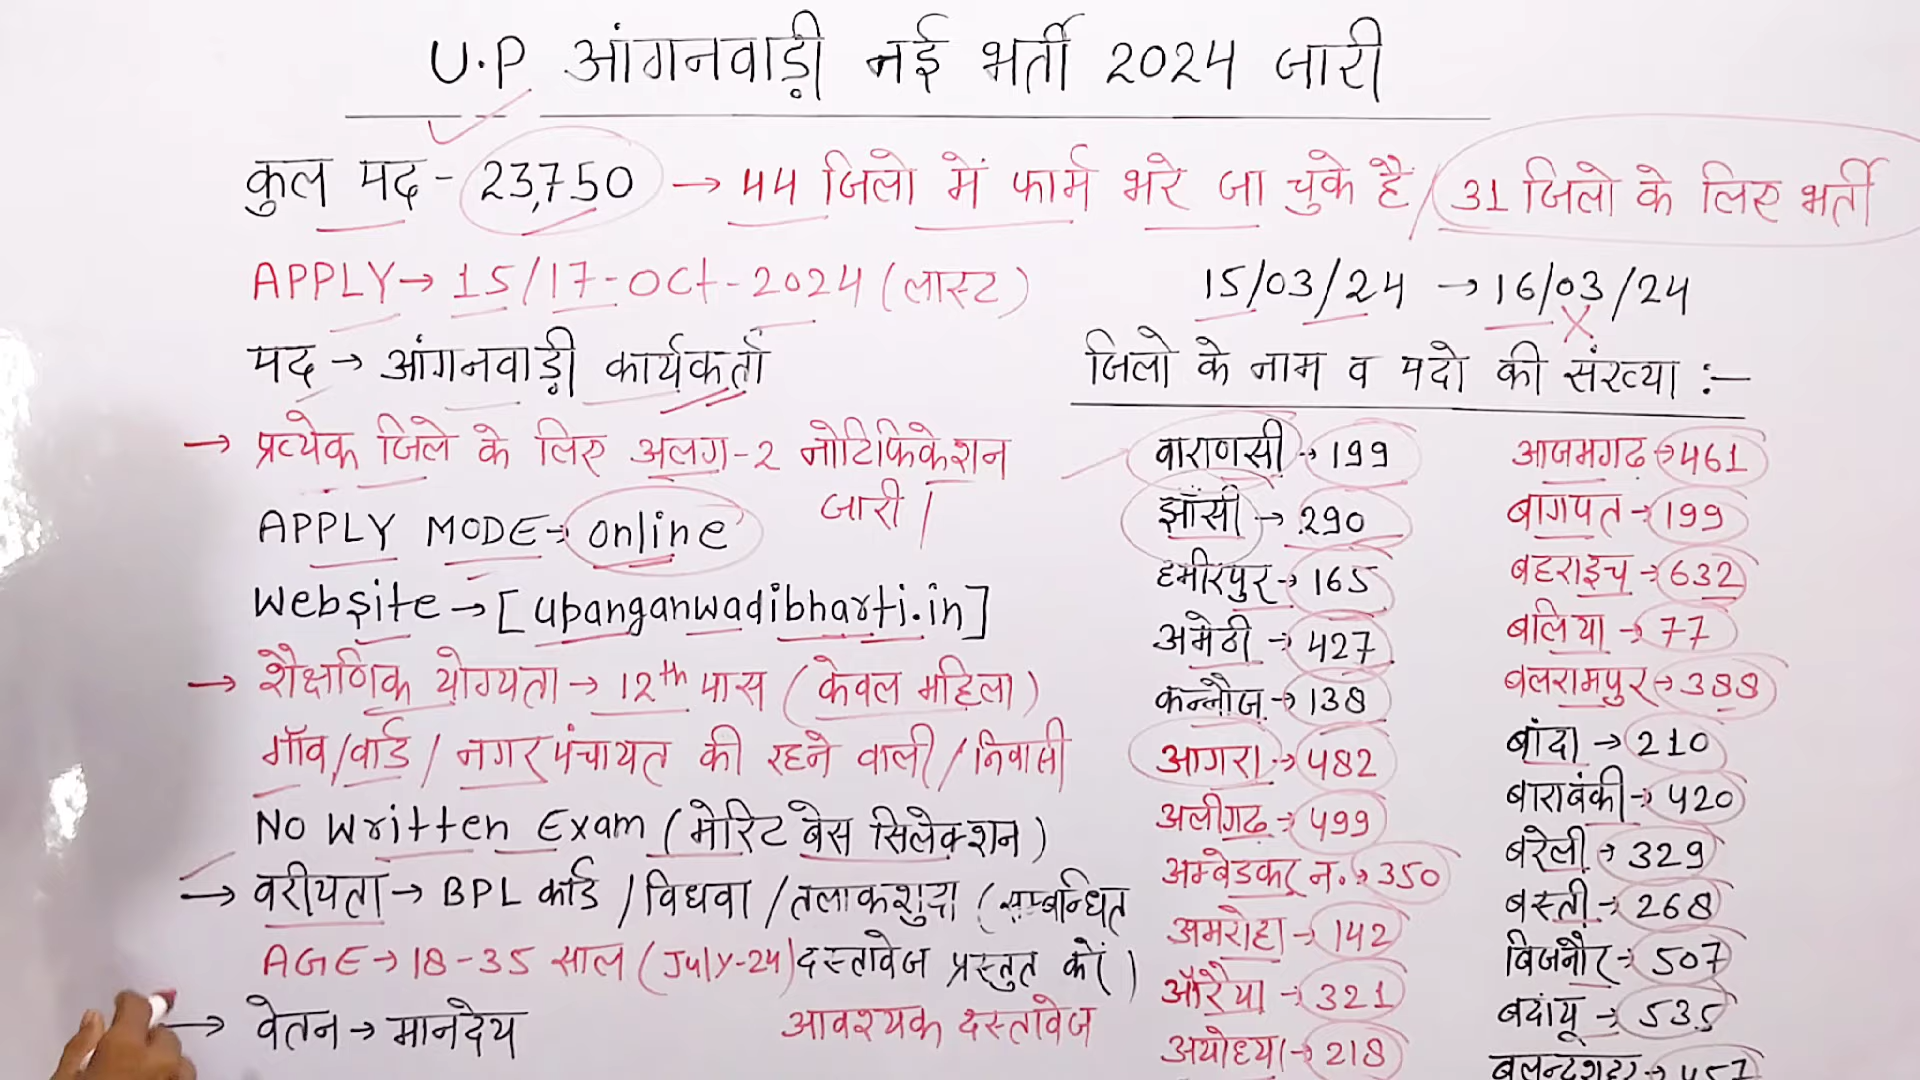 U.P आंगनवाड़ी नई भर्ती 2024 जारी
कुल पद - 23,750 → 44 जिलो में फार्म भरे जा चुके है / 31 जिलो के लिए भर्ती
APPLY → 15/17-Oct-2024 (लास्ट)
15/03/24 → 16/03/24
पद → आंगनवाड़ी कार्यकर्ता
→ प्रत्येक जिले के लिए अलग-2 नोटिफिकेशन
जारी |
APPLY MODE → online
Website → [upanganwadibharti.in]
→ शैक्षणिक योग्यता → 12th पास (केवल महिला)
गॉव/वार्ड / नगर पंचायत की रहने वाली / निवासी
No Written Exam (मेरिट बेस सिलेक्शन)
→ वरीयता → BPL कार्ड / विधवा / तलाकशुदा (सम्बन्धित
AGE → 18-35 साल (July-24) दस्तावेज प्रस्तुत करें)
→ वेतन → मानदेय
आवश्यक दस्तावेज
जिलो के नाम व पदो की संख्या :-
वाराणसी → 199
झॉसी → 290
हमीरपुर → 165
अमेठी → 427
कन्नौज → 138
आगरा → 482
अलीगढ → 499
अम्बेडकर न. → 350
अमरोहा → 142
औरैया → 321
अयोध्या → 218
आजमगढ → 461
बागपत → 199
बहराइच → 632
बलिया → 77
बलरामपुर → 388
बांदा → 210
बाराबंकी → 420
बरेली → 329
बस्ती → 268
बिजनौर → 507
बदांयू → 535